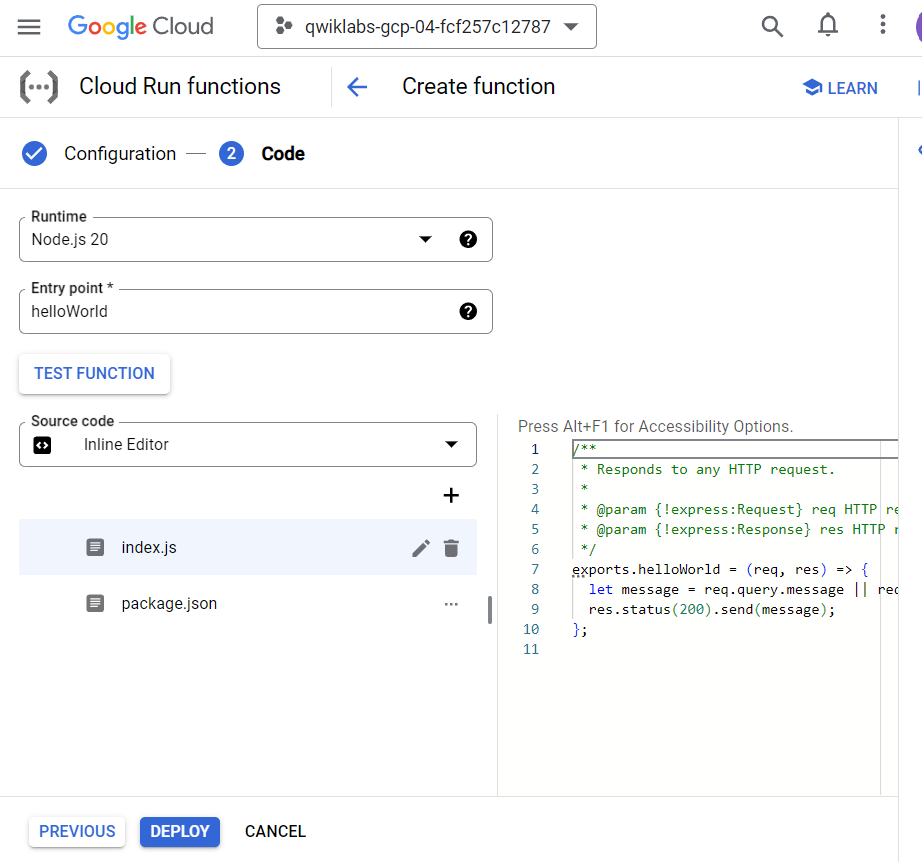 Google Cloud
qwiklabs-gcp-04-fcf257c12787
Cloud Run functions
Create function
LEARN
Configuration
2
Code
Runtime
Node.js 20
Entry point *
helloWorld
TEST FUNCTION
Source code
Inline Editor
index.js
package.json
Press Alt+F1 for Accessibility Options.
1 /**
2 * Responds to any HTTP request.
3 *
4 * @param {!express:Request} req HTTP
5 * @param {!express:Response} res HTTP
6 */
7 exports.helloWorld = (req, res) => {
8 let message = req.query.message ||
9 res.status(200).send(message);
10 };
11
PREVIOUS
DEPLOY
CANCEL